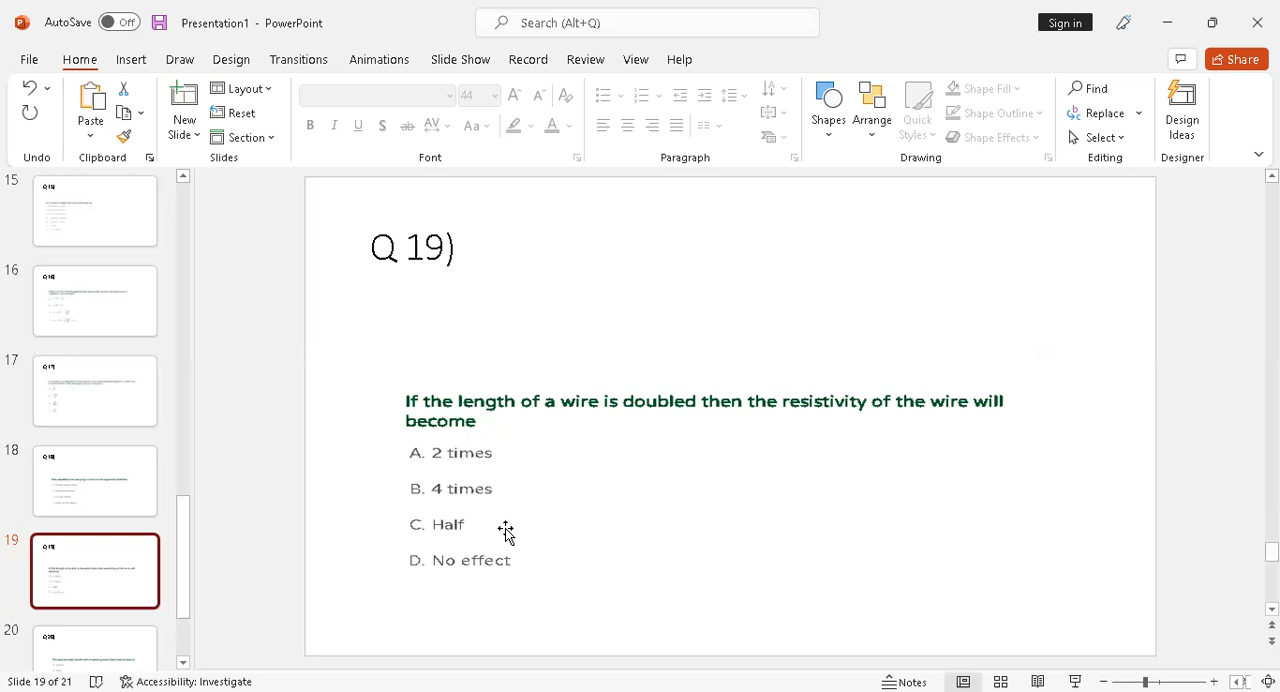 AutoSave Off Presentation1 - PowerPoint Search (Alt+Q) Sign in
File Home Insert Draw Design Transitions Animations Slide Show Record Review View Help Share
Undo
Paste
Clipboard
New
Slide
Layout
Reset
Section
Slides
44
B I U S ab AV Aa A
Font
Paragraph
Shapes
Arrange
Quick
Styles
Shape Fill
Shape Outline
Shape Effects
Drawing
Find
Replace
Select
Editing
Design
Ideas
Designer
15
16
17
18
19
20
Q 19)
If the length of a wire is doubled then the resistivity of the wire will
become
A. 2 times
B. 4 times
C. Half
D. No effect
Slide 19 of 21 Accessibility: Investigate Notes